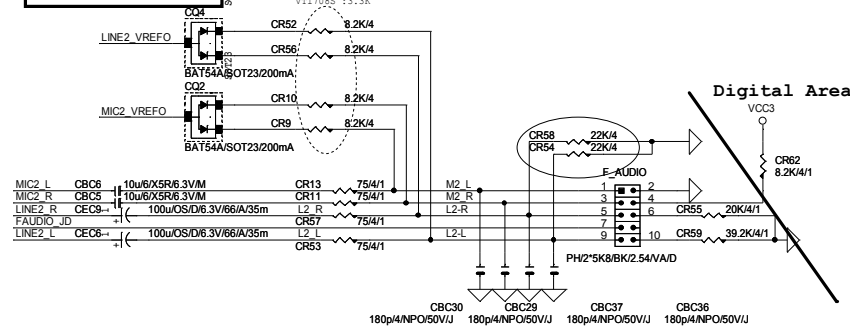 VT1708S :3.3K
CQ4
CR52 8.2K/4
LINE2_VREFO
CR56 8.2K/4
SOT23
BAT54A/SOT23/200mA
CQ2
CR10 8.2K/4
MIC2_VREFO
CR9 8.2K/4
BAT54A/SOT23/200mA
Digital Area
VCC3
CR58 22K/4
CR54 22K/4
CR62
8.2K/4/1
F_AUDIO
MIC2_L CBC6 10u/6/X5R/6.3V/M CR13 75/4/1 M2_L 1 2
MIC2_R CBC5 10u/6/X5R/6.3V/M CR11 75/4/1 M2_R 3 4
LINE2_R CEC9 100u/OS/D/6.3V/66/A/35m L2_R 75/4/1 L2-R 5 6 CR55 20K/4/1
FAUDIO_JD CR57 7
LINE2_L CEC6 100u/OS/D/6.3V/66/A/35m L2_L 75/4/1 L2-L 9 10 CR59 39.2K/4/1
+ CR53
PH/2*5K8/BK/2.54/VA/D
CBC30 CBC29 CBC37 CBC36
180p/4/NPO/50V/J 180p/4/NPO/50V/J 180p/4/NPO/50V/J 180p/4/NPO/50V/J